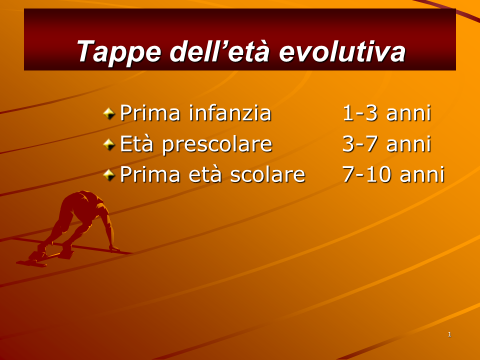 Tappe dell’età evolutiva
Prima infanzia 1-3 anni
Età prescolare 3-7 anni
Prima età scolare 7-10 anni
1